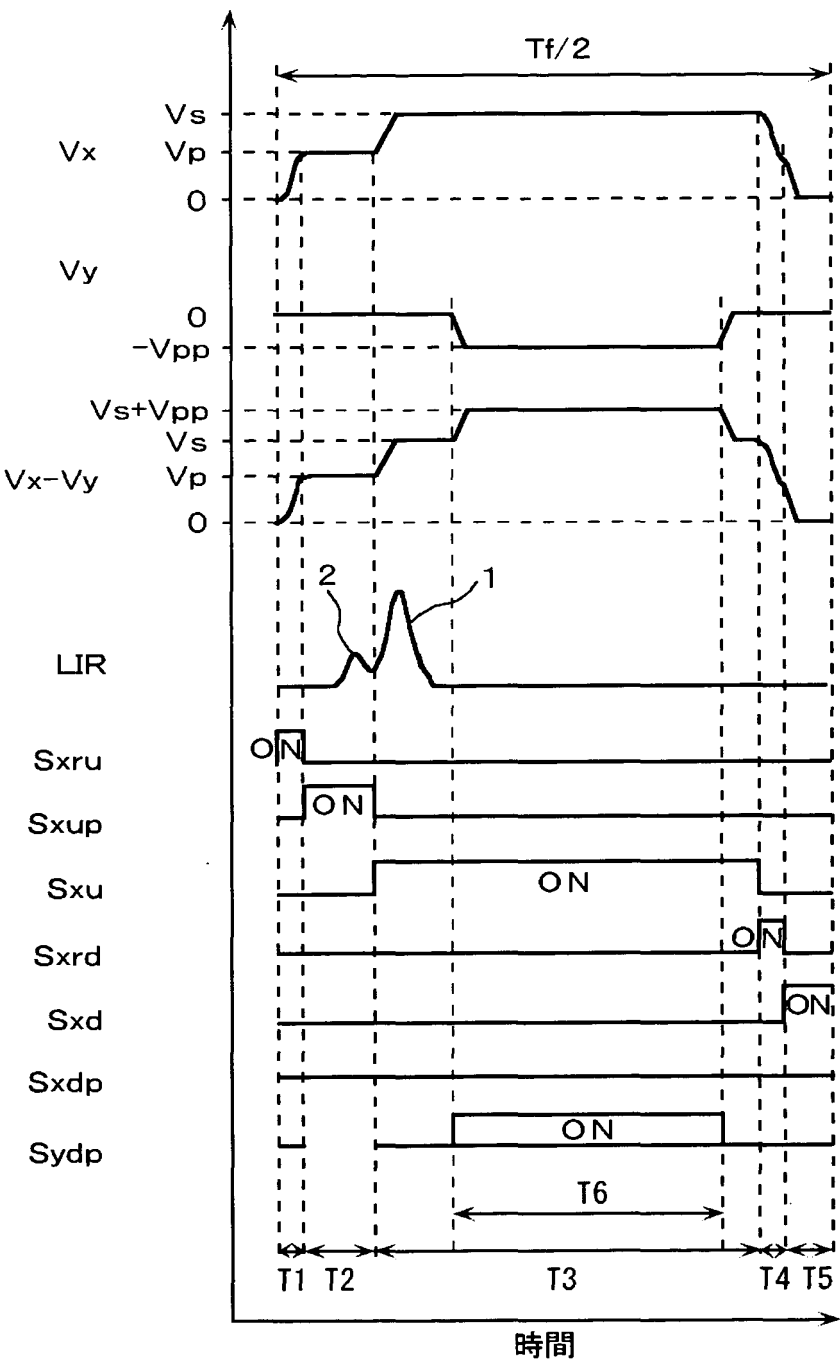 Tf/2
Vs
Vx
Vp
0
Vy
0
-Vpp
Vs+Vpp
Vs
Vx-Vy
Vp
0
2
1
LIR
Sxru
ON
Sxup
ON
Sxu
ON
Sxrd
ON
Sxd
ON
Sxdp
Sydp
ON
T6
T1 T2 T3 T4 T5
時間